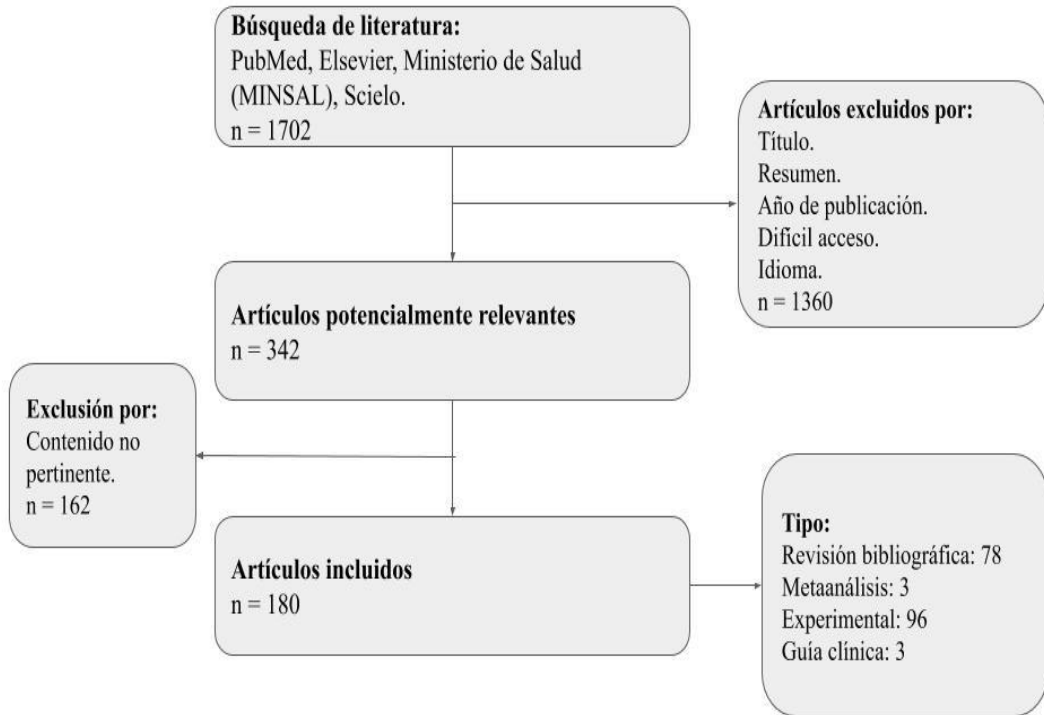 Búsqueda de literatura:
PubMed, Elsevier, Ministerio de Salud
(MINSAL), Scielo.
n = 1702
Artículos excluidos por:
Título.
Resumen.
Año de publicación.
Difícil acceso.
Idioma.
n = 1360
Artículos potencialmente relevantes
n = 342
Exclusión por:
Contenido no
pertinente.
n = 162
Artículos incluidos
n = 180
Tipo:
Revisión bibliográfica: 78
Metaanálisis: 3
Experimental: 96
Guía clínica: 3